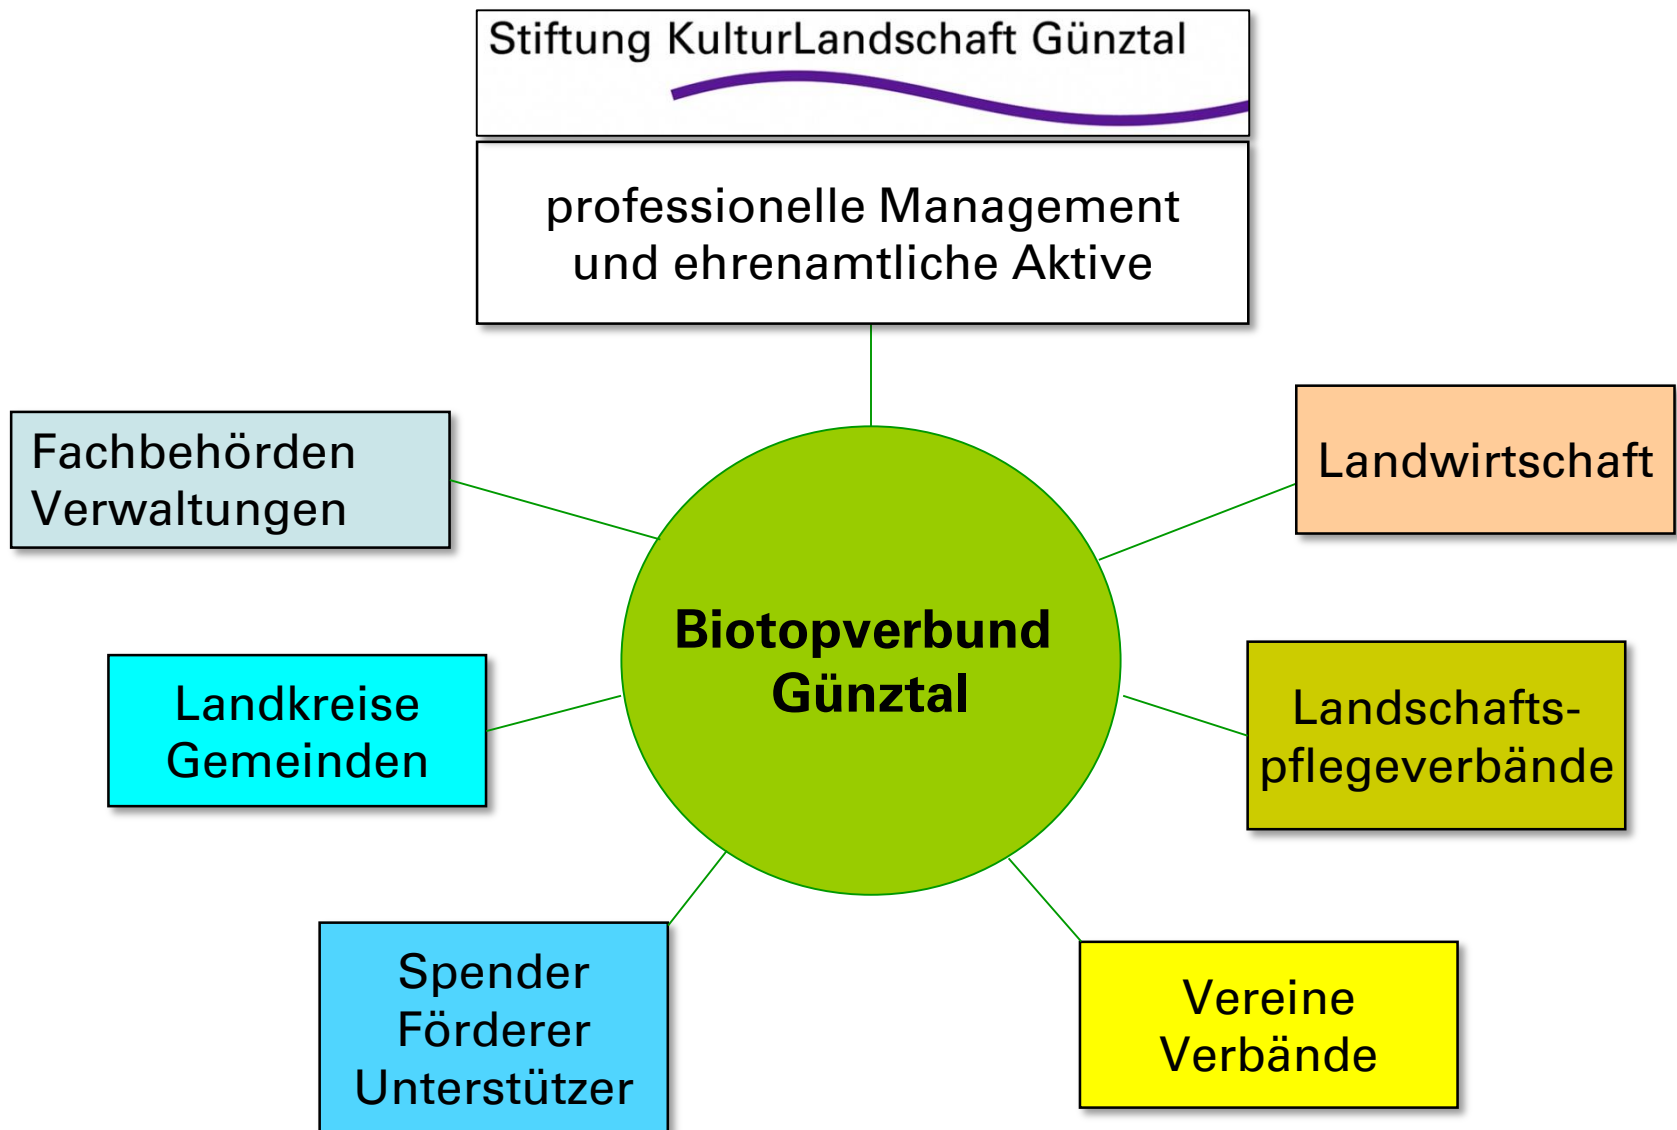 Stiftung KulturLandschaft Günztal
professionelle Management
und ehrenamtliche Aktive
Fachbehörden
Verwaltungen
Landwirtschaft
Biotopverbund
Günztal
Landkreise
Gemeinden
Landschafts-
pflegeverbände
Spender
Förderer
Unterstützer
Vereine
Verbände